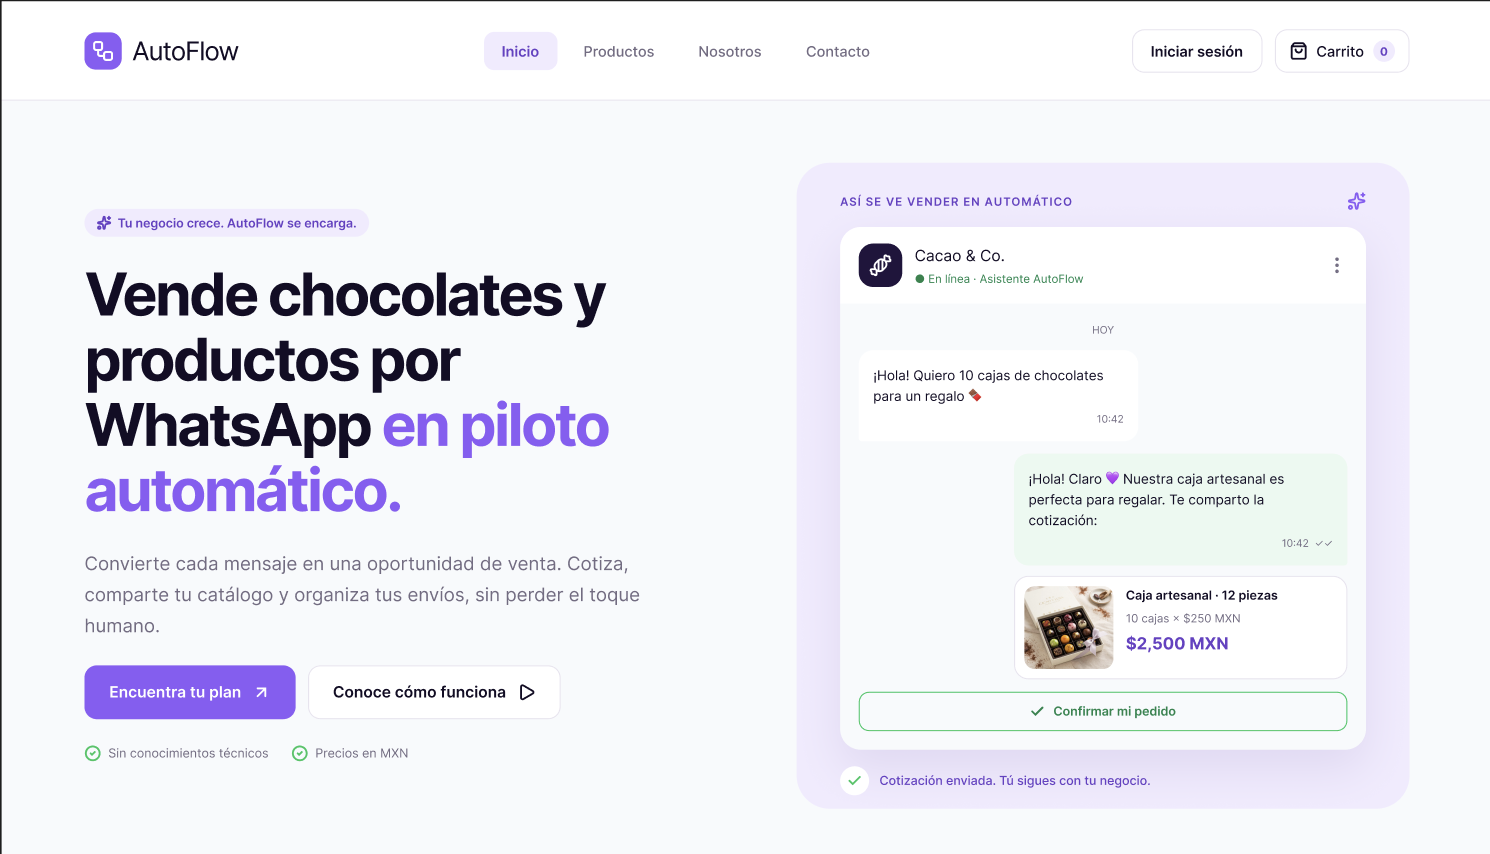 AutoFlow
Inicio
Productos
Nosotros
Contacto
Iniciar sesión
Carrito 0
Tu negocio crece. AutoFlow se encarga.
Vende chocolates y
productos por
WhatsApp en piloto
automático.
Convierte cada mensaje en una oportunidad de venta. Cotiza,
comparte tu catálogo y organiza tus envíos, sin perder el toque
humano.
Encuentra tu plan
Conoce cómo funciona
Sin conocimientos técnicos
Precios en MXN
ASÍ SE VE VENDER EN AUTOMÁTICO
Cacao & Co.
En línea · Asistente AutoFlow
HOY
¡Hola! Quiero 10 cajas de chocolates
para un regalo 🍫
10:42
¡Hola! Claro 💜 Nuestra caja artesanal es
perfecta para regalar. Te comparto la
cotización:
10:42 ✓✓
Caja artesanal · 12 piezas
10 cajas × $250 MXN
$2,500 MXN
Confirmar mi pedido
Cotización enviada. Tú sigues con tu negocio.